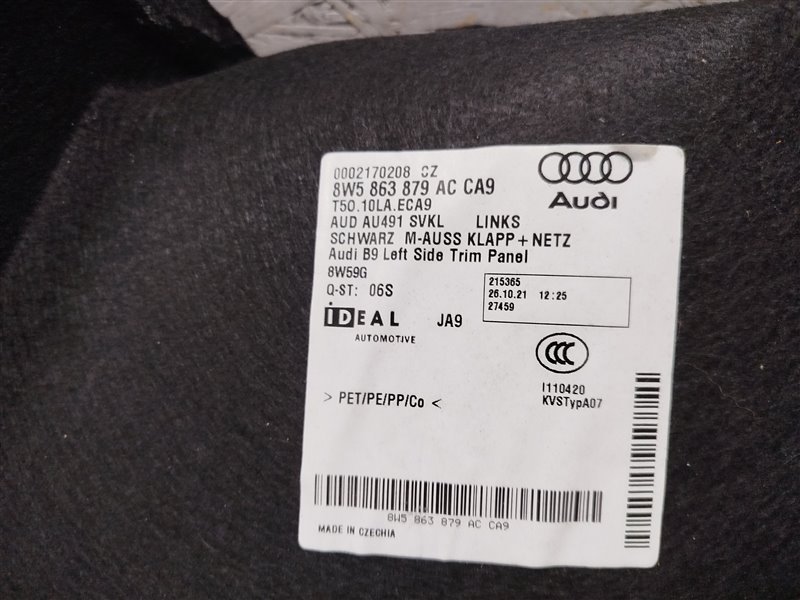 0002170208 CZ
8W5 863 879 AC CA9
T50.10LA.ECA9
AUD AU491 SVKL LINKS
SCHWARZ M-AUSS KLAPP+NETZ
Audi B9 Left Side Trim Panel
8W59G
Q-ST: 06S
Audi
215365
26.10.21 12:25
27459
IDEAL
AUTOMOTIVE
JA9
CCC
I110420
KVSTypA07
> PET/PE/PP/Co <
8W5 863 879 AC CA9
MADE IN CZECHIA